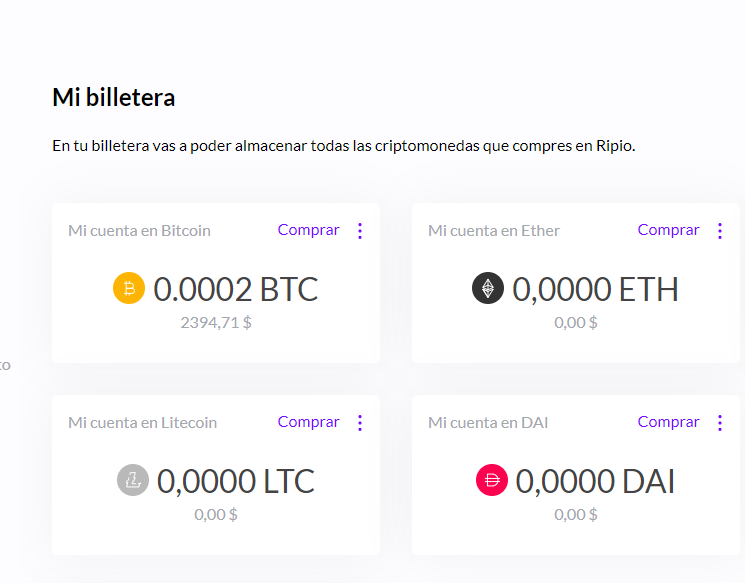 Mi billetera
En tu billetera vas a poder almacenar todas las criptomonedas que compres en Ripio.
Mi cuenta en Bitcoin Comprar
0.0002 BTC
2394,71 $
Mi cuenta en Ether Comprar
0,0000 ETH
0,00 $
to
Mi cuenta en Litecoin Comprar
0,0000 LTC
0,00 $
Mi cuenta en DAI Comprar
0,0000 DAI
0,00 $